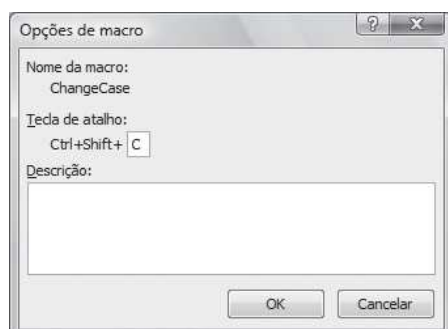 Opções de macro
Nome da macro:
ChangeCase
Tecla de atalho:
Ctrl+Shift+ C
Descrição:
OK Cancelar